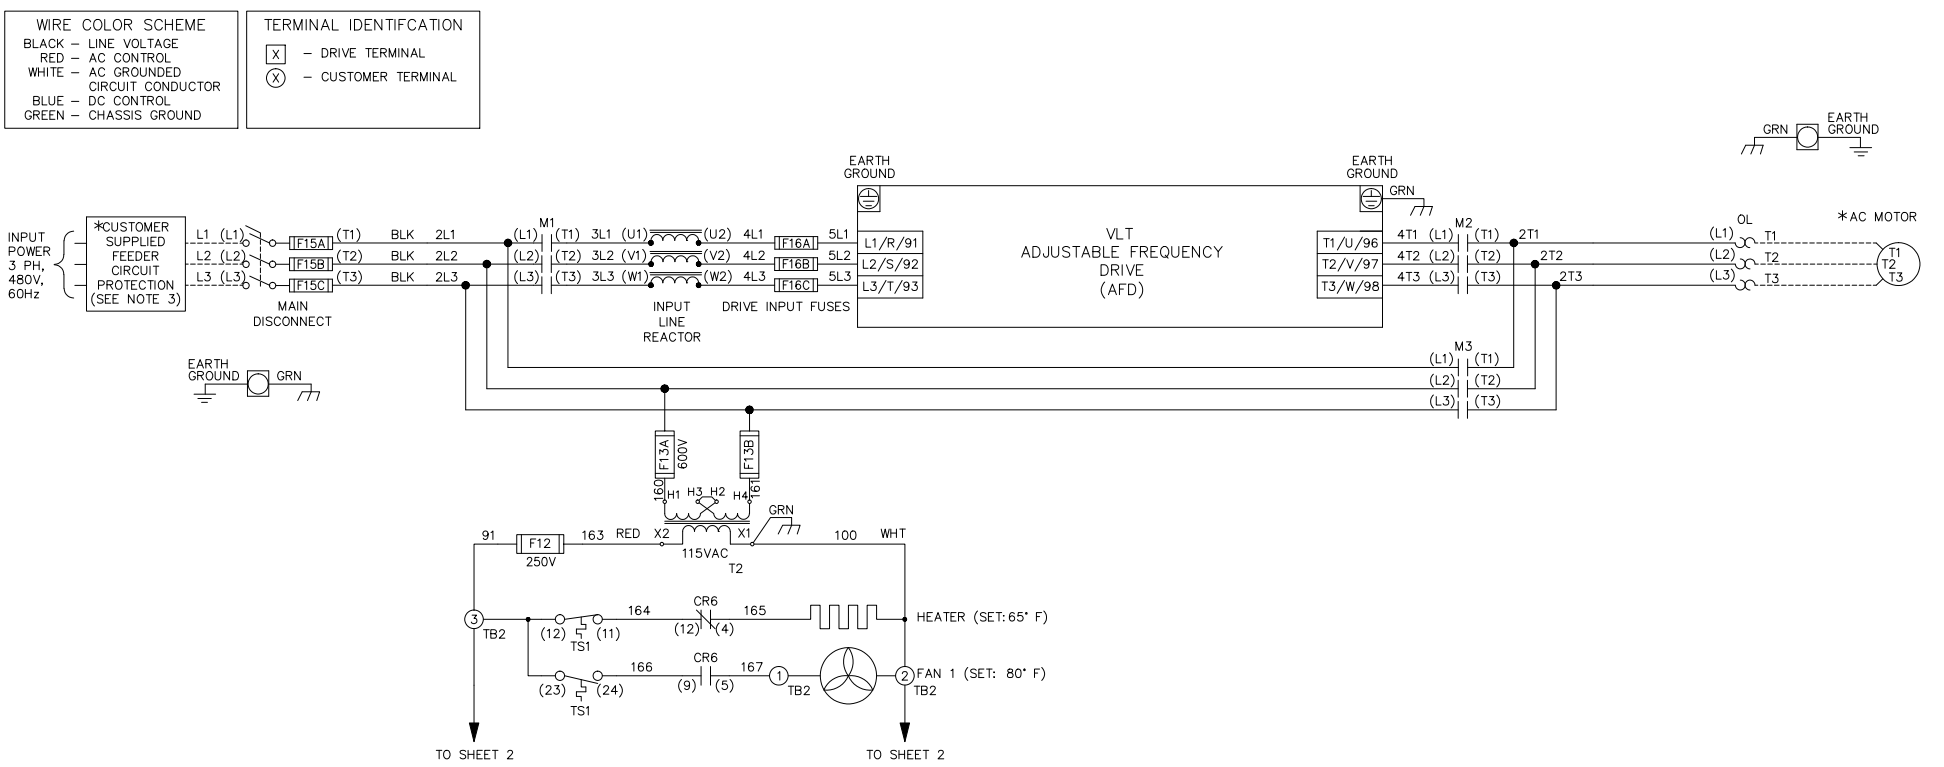 WIRE COLOR SCHEME
BLACK – LINE VOLTAGE
RED – AC CONTROL
WHITE – AC GROUNDED
CIRCUIT CONDUCTOR
BLUE – DC CONTROL
GREEN – CHASSIS GROUND
TERMINAL IDENTIFCATION
X – DRIVE TERMINAL
X – CUSTOMER TERMINAL
GRN
EARTH
GROUND
INPUT
POWER
3 PH,
480V,
60Hz
*CUSTOMER
SUPPLIED
FEEDER
CIRCUIT
PROTECTION
(SEE NOTE 3)
L1 (L1) F15A (T1) BLK 2L1 (L1) M1 (T1) 3L1 (U1) (U2) 4L1 F16A 5L1 L1/R/91
L2 (L2) F15B (T2) BLK 2L2 (L2) (T2) 3L2 (V1) (V2) 4L2 F16B 5L2 L2/S/92
L3 (L3) F15C (T3) BLK 2L3 (L3) (T3) 3L3 (W1) (W2) 4L3 F16C 5L3 L3/T/93
MAIN
DISCONNECT
INPUT
LINE
REACTOR
DRIVE INPUT FUSES
EARTH
GROUND
VLT
ADJUSTABLE FREQUENCY
DRIVE
(AFD)
EARTH
GROUND
GRN
T1/U/96 4T1 (L1) M2 (T1) 2T1 (L1) OL T1
T2/V/97 4T2 (L2) (T2) 2T2 (L2) T2
T3/W/98 4T3 (L3) (T3) 2T3 (L3) T3
*AC MOTOR
T1
T2
T3
EARTH
GROUND
GRN
M3
(L1) (T1)
(L2) (T2)
(L3) (T3)
F13A
600V
F13B
160
161
H1 H3 H2 H4
GRN
91 F12 163 RED X2 X1 100 WHT
250V
115VAC
T2
3
TB2
(12) (11) 164 CR6 (12) (4) 165 HEATER (SET:65° F)
TS1
(23) (24) 166 CR6 (9) (5) 167 1 TB2 2 TB2 FAN 1 (SET: 80° F)
TS1
TO SHEET 2
TO SHEET 2